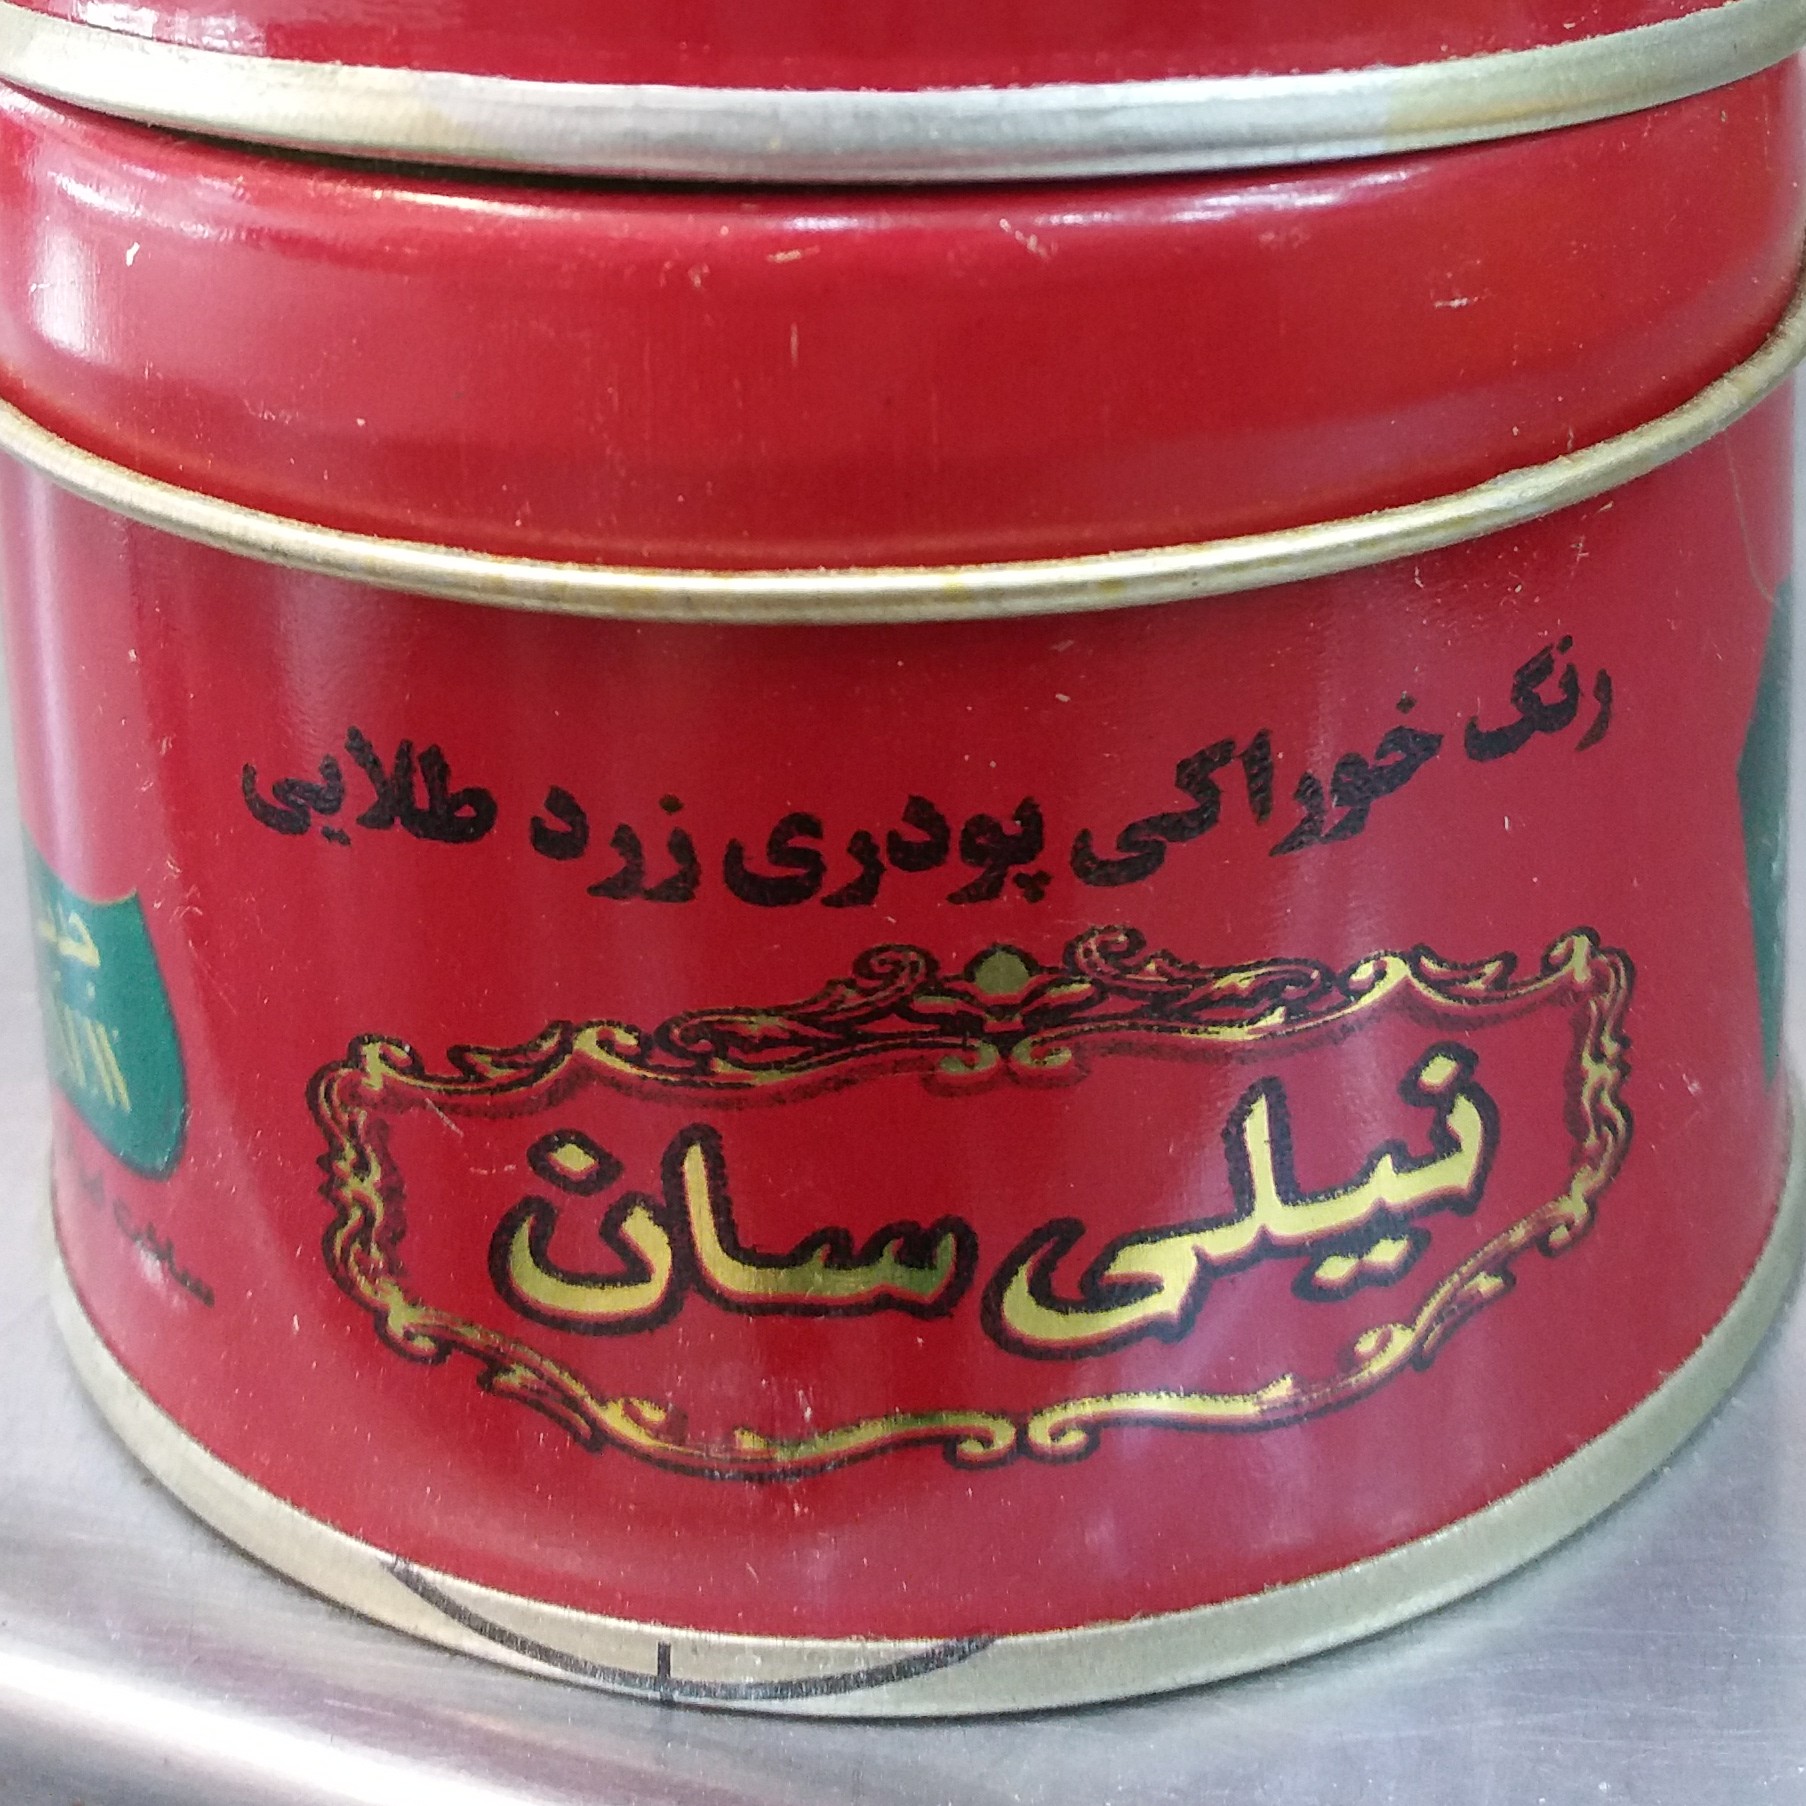 رنگ خوراکی پودری زرد طلایی
نیلی سان